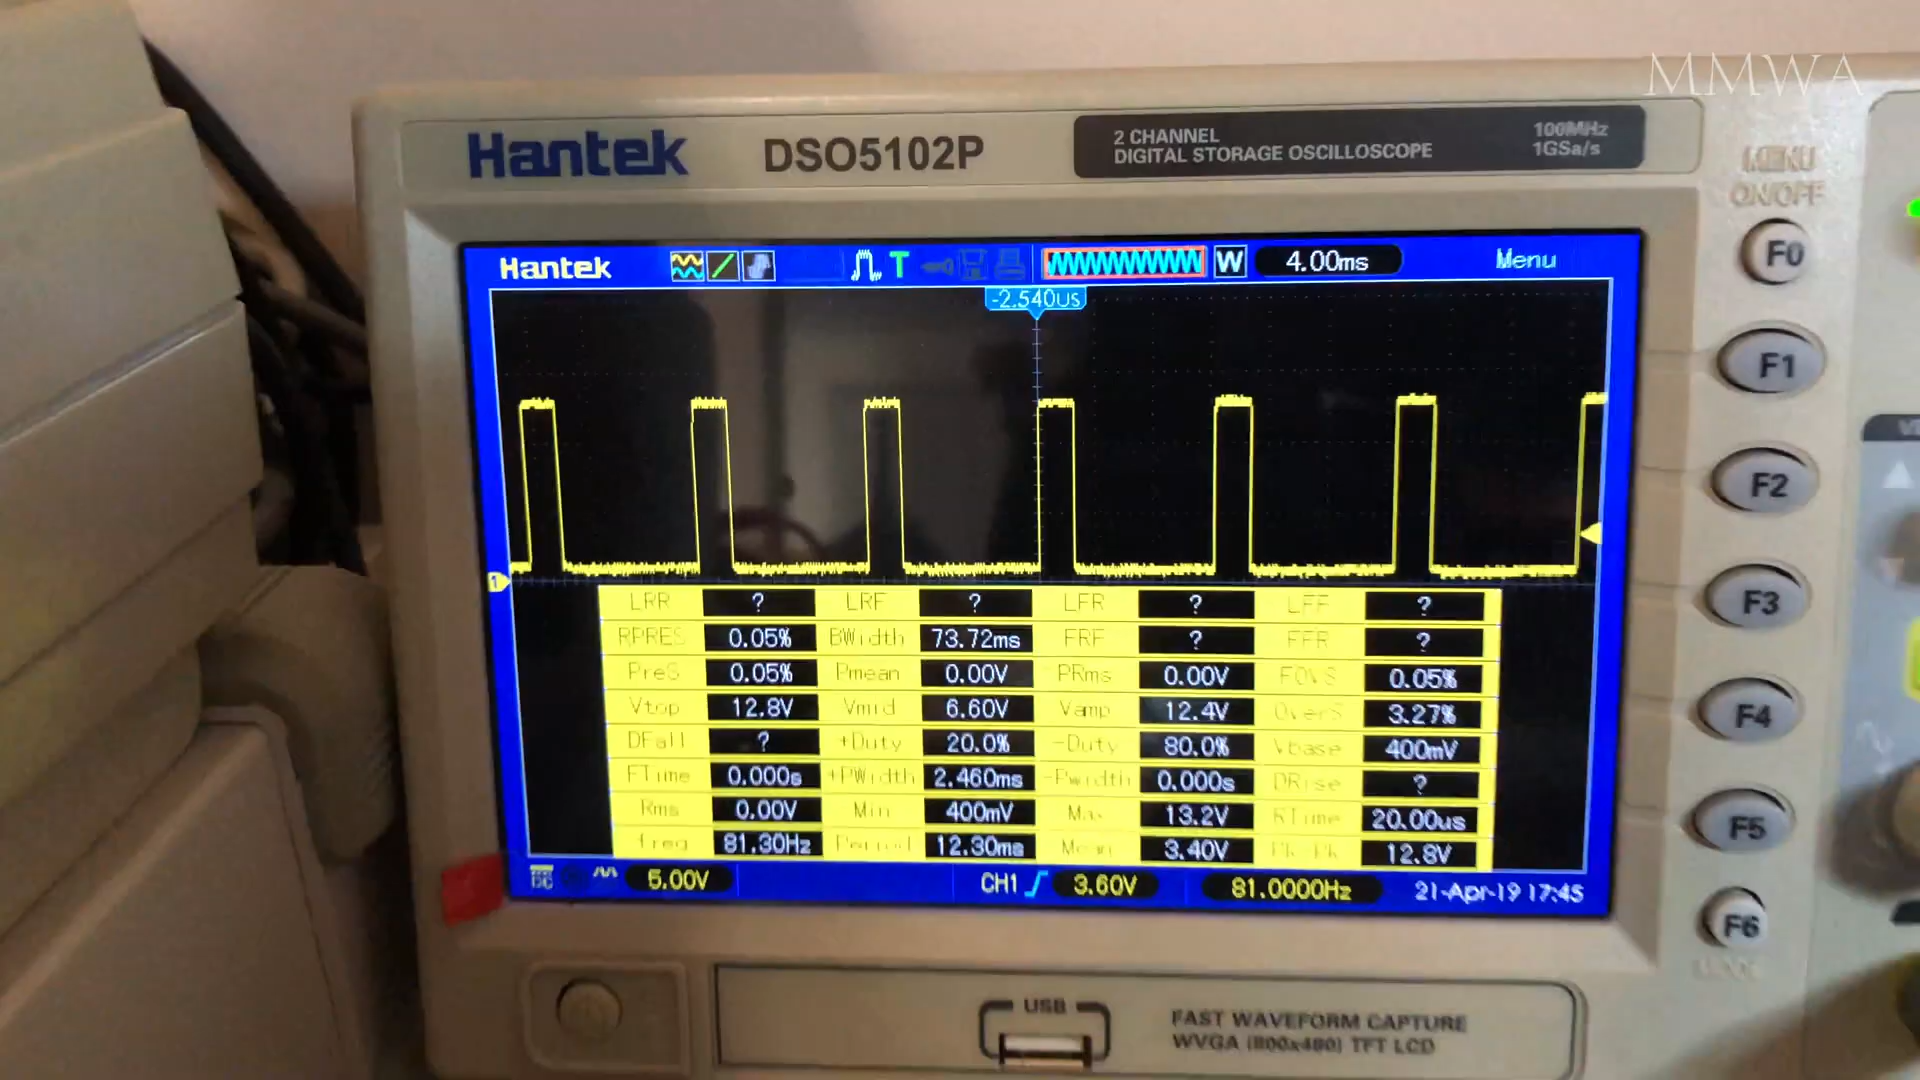 MMWA
Hantek DSO5102P
2 CHANNEL
DIGITAL STORAGE OSCILLOSCOPE
100MHz
1GSa/s
MENU
ON/OFF
F0
Hantek T W 4.00ms Menu
-2.540us
F1
F2
1
LRR ? LRF ? LFR ? LFF ?
RPRES 0.05% BWidth 73.72ms FRF ? FFR ?
F3
PreS 0.05% Pmean 0.00V PRms 0.00V FOVS 0.05%
Vtop 12.8V Vmid 6.60V Vamp 12.4V OverS 3.27%
F4
DFall ? +Duty 20.0% -Duty 80.0% Vbase 400mV
FTime 0.000s +PWidth 2.460ms -Pwidth 0.000s DRise ?
Rms 0.00V Min 400mV Max 13.2V RTime 20.00us
F5
freq 81.30Hz Period 12.30ms Mean 3.40V Pk-Pk 12.8V
DC 5.00V CH1 3.60V 81.0000Hz 21-Apr-19 17:45
F6
MODE
USB
FAST WAVEFORM CAPTURE
WVGA (800x480) TFT LCD